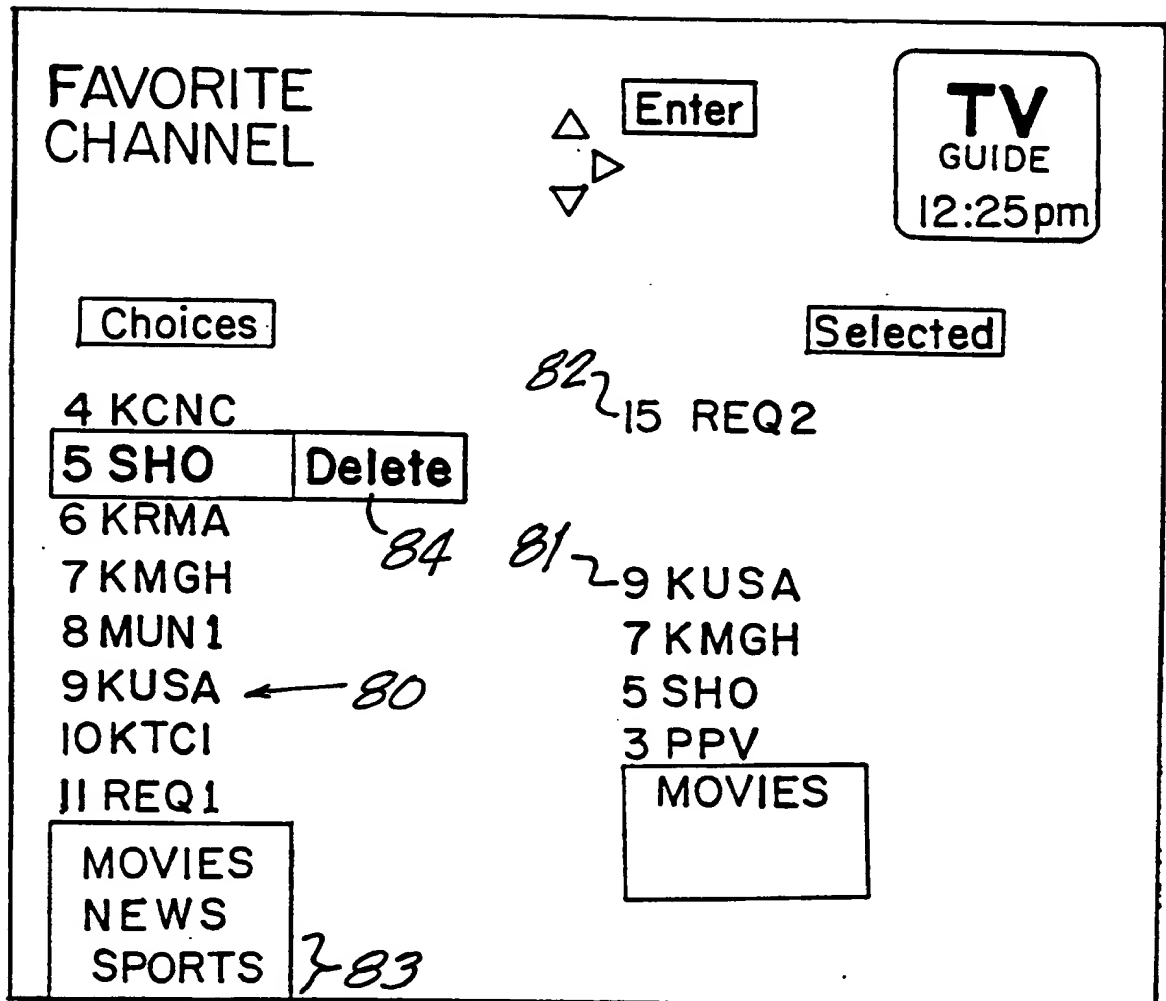 FAVORITE
CHANNEL
Enter
TV
GUIDE
12:25pm
Choices
Selected
4 KCNC
5 SHO Delete
6 KRMA
7 KMGH
8 MUN1
9 KUSA
10 KTCI
11 REQ1
MOVIES
NEWS
SPORTS
84
80
83
82
15 REQ2
81
9 KUSA
7 KMGH
5 SHO
3 PPV
MOVIES